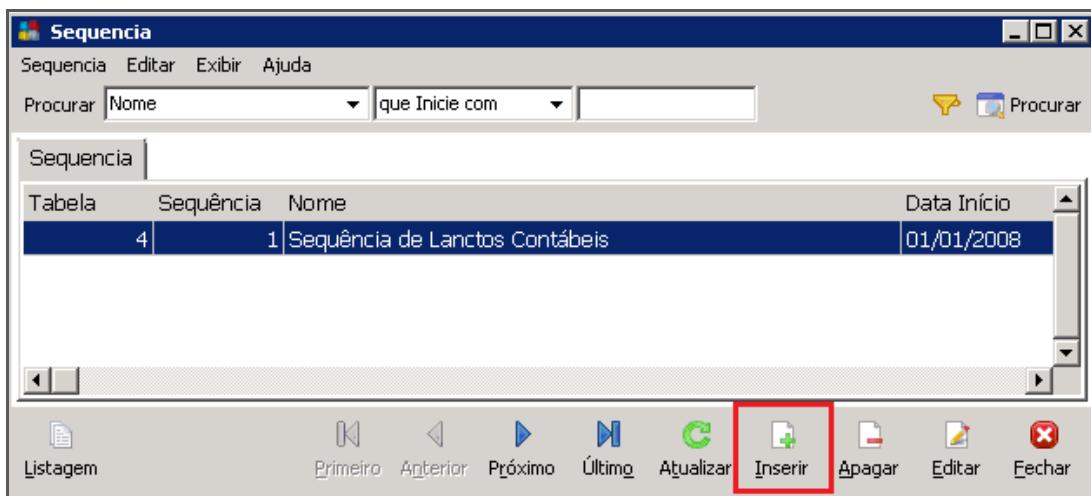 Sequencia
Sequencia Editar Exibir Ajuda
Procurar Nome que Inicie com Procurar
Sequencia
Tabela Sequência Nome Data Início
4 1 Sequência de Lanctos Contábeis 01/01/2008
Listagem Primeiro Anterior Próximo Último Atualizar Inserir Apagar Editar Fechar